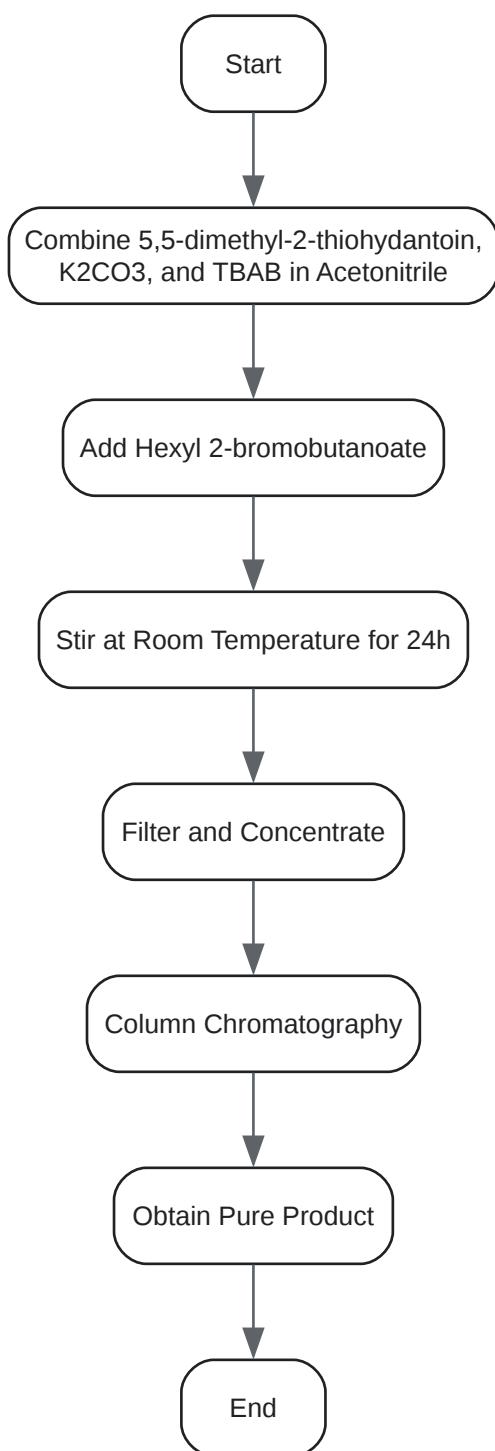 Start
Combine 5,5-dimethyl-2-thiohydantoin,
K2CO3, and TBAB in Acetonitrile
Add Hexyl 2-bromobutanoate
Stir at Room Temperature for 24h
Filter and Concentrate
Column Chromatography
Obtain Pure Product
End